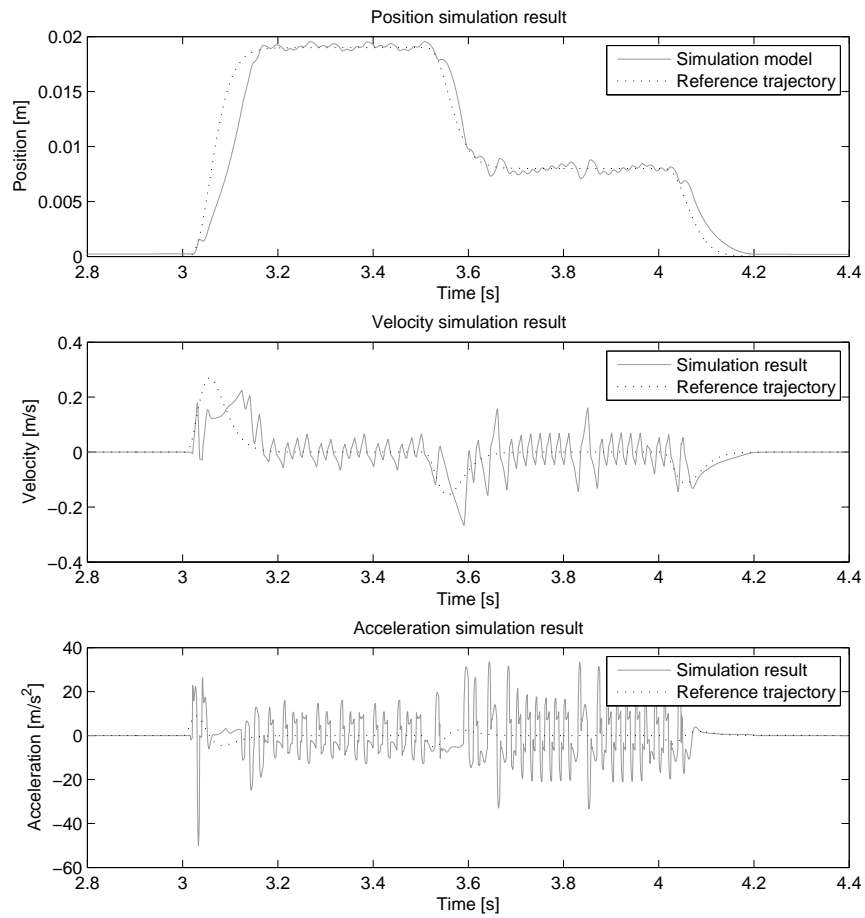 Position simulation result
0.02
0.015
0.01
0.005
0
Position [m]
Simulation model
Reference trajectory
2.8 3 3.2 3.4 3.6 3.8 4 4.2 4.4
Time [s]
Velocity simulation result
0.4
0.2
0
−0.2
−0.4
Velocity [m/s]
Simulation result
Reference trajectory
2.8 3 3.2 3.4 3.6 3.8 4 4.2 4.4
Time [s]
Acceleration simulation result
40
20
0
−20
−40
−60
Acceleration [m/s²]
Simulation result
Reference trajectory
2.8 3 3.2 3.4 3.6 3.8 4 4.2 4.4
Time [s]